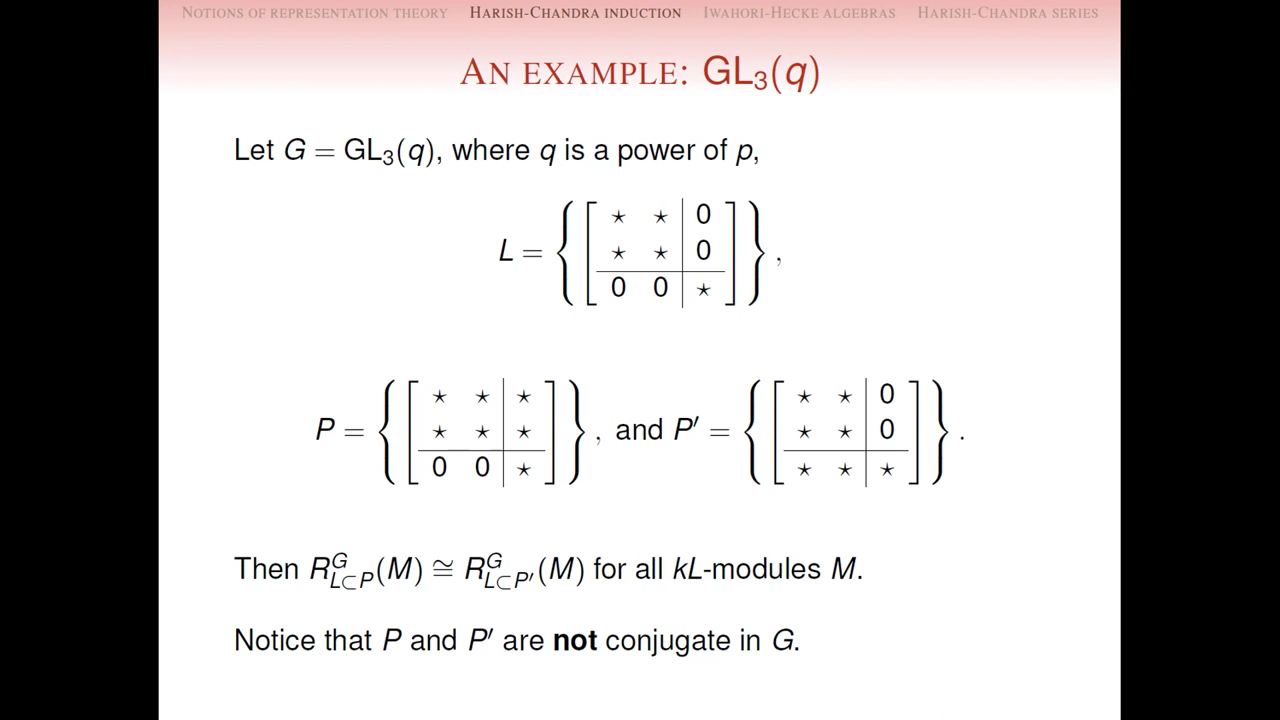 NOTIONS OF REPRESENTATION THEORY HARISH-CHANDRA INDUCTION IWAHORI-HECKE ALGEBRAS HARISH-CHANDRA SERIES
AN EXAMPLE: GL₃(q)
Let G = GL₃(q), where q is a power of p,
L = { [ ⋆ ⋆ | 0 ]
[ ⋆ ⋆ | 0 ]
[ 0 0 | ⋆ ] } ,
P = { [ ⋆ ⋆ | ⋆ ]
[ ⋆ ⋆ | ⋆ ]
[ 0 0 | ⋆ ] } , and P′ = { [ ⋆ ⋆ | 0 ]
[ ⋆ ⋆ | 0 ]
[ ⋆ ⋆ | ⋆ ] } .
Then R^G_{L⊂P}(M) ≅ R^G_{L⊂P′}(M) for all kL-modules M.
Notice that P and P′ are not conjugate in G.